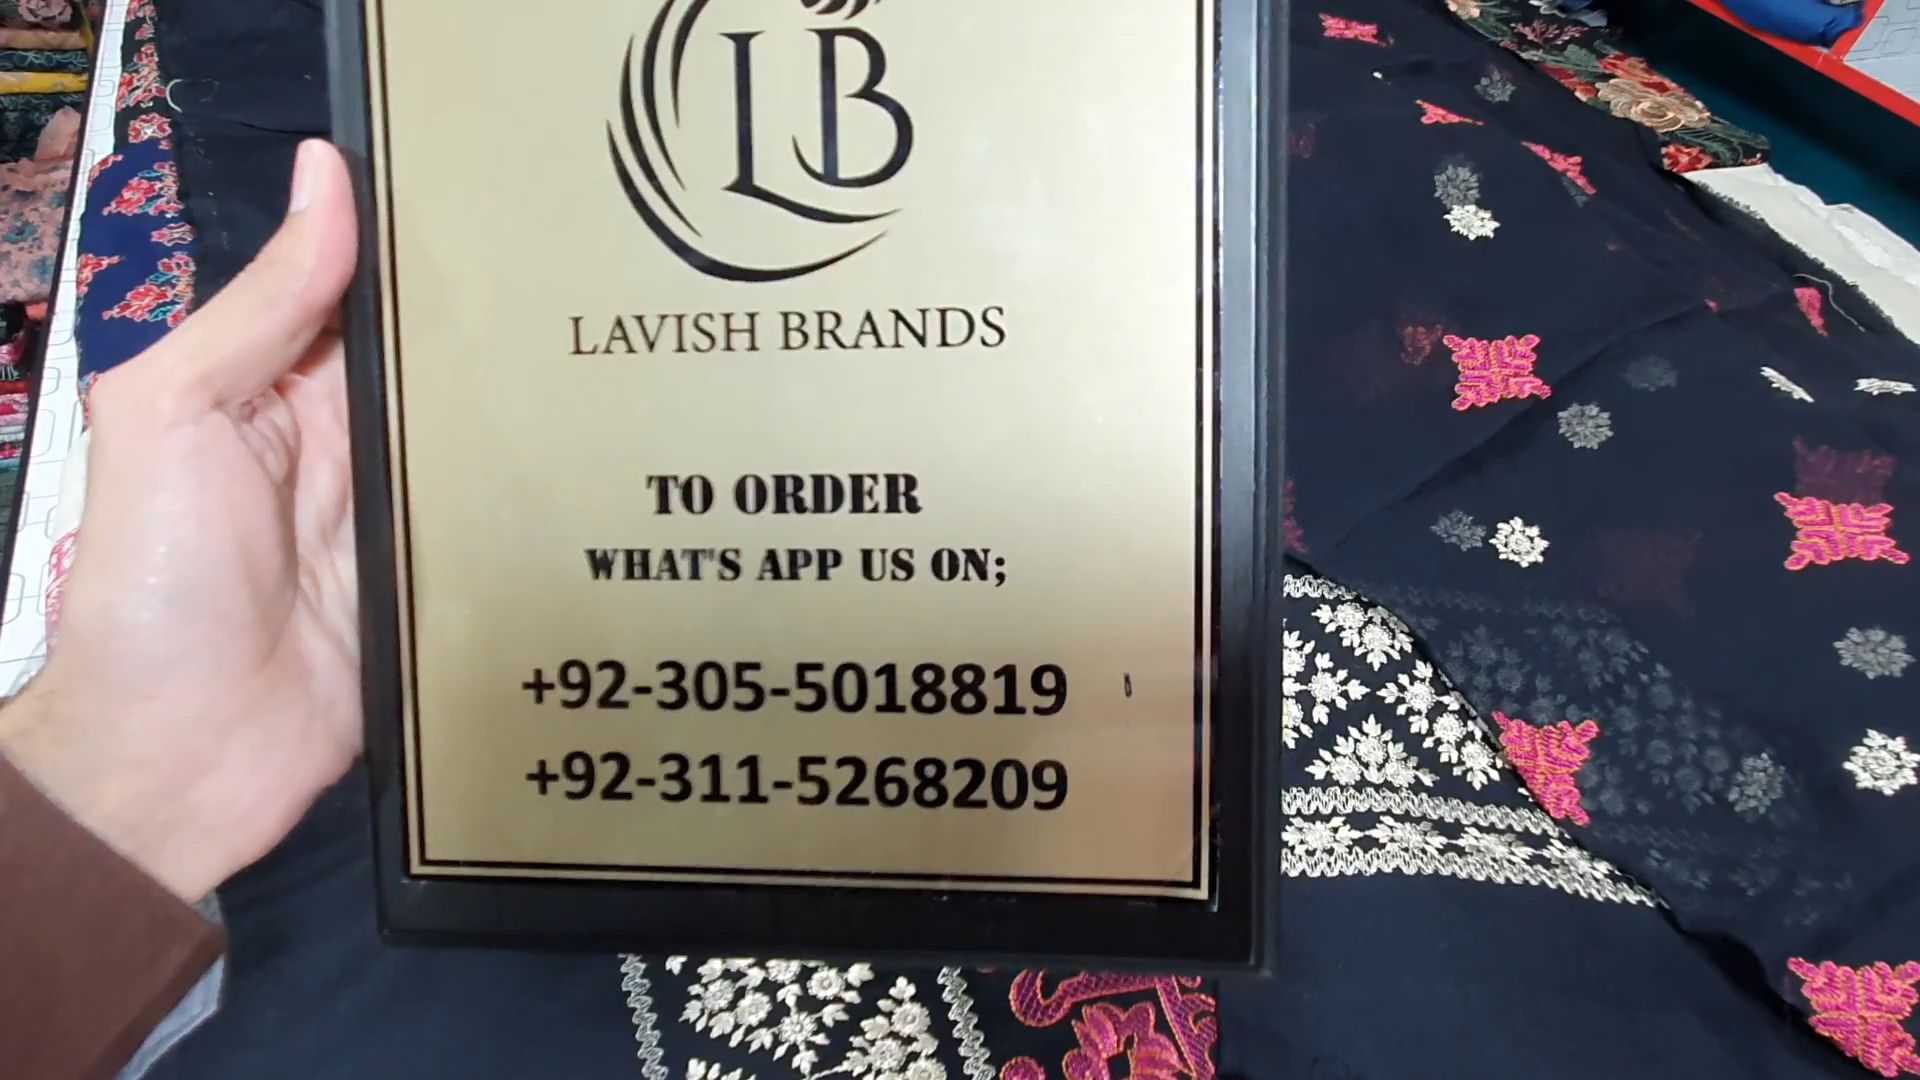 LB
LAVISH BRANDS
TO ORDER
WHAT'S APP US ON;
+92-305-5018819
+92-311-5268209